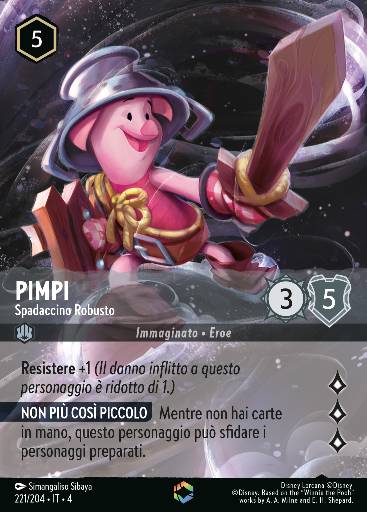 5
PIMPI
Spadaccino Robusto
3
5
Immaginato • Eroe
Resistere +1 (Il danno inflitto a questo
personaggio è ridotto di 1.)
NON PIÙ COSÌ PICCOLO Mentre non hai carte
in mano, questo personaggio può sfidare i
personaggi preparati.
Simangaliso Sibaya
221/204 • IT • 4
Disney Lorcana ©Disney
©Disney. Based on the "Winnie the Pooh"
works by A. A. Milne and E. H. Shepard.